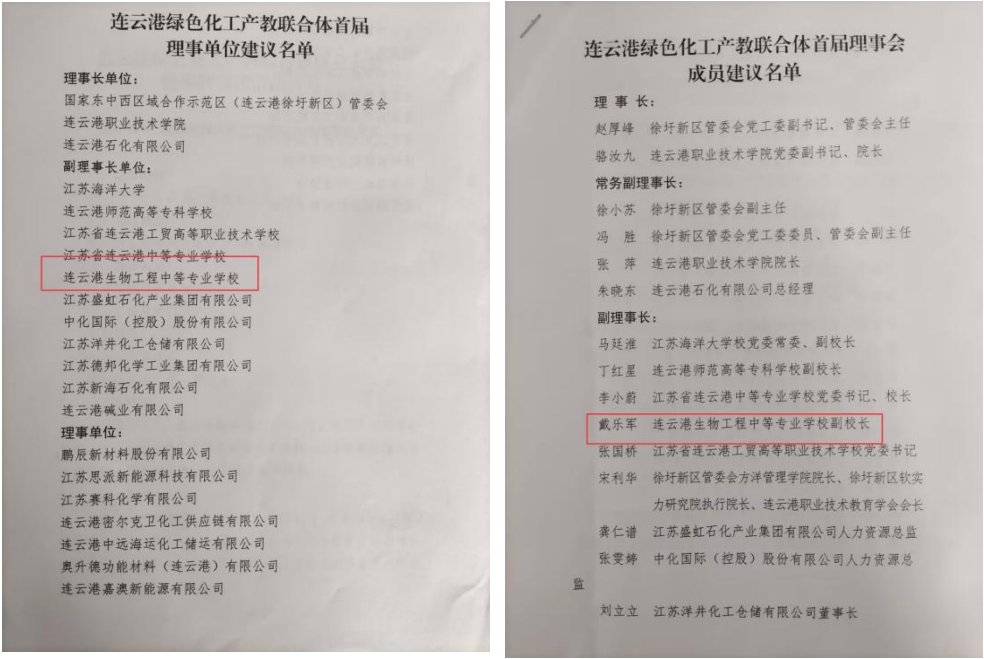 连云港绿色化工产教联合体首届
理事单位建议名单
理事长单位：
国家东中西区域合作示范区（连云港徐圩新区）管委会
连云港职业技术学院
连云港石化有限公司
副理事长单位：
江苏海洋大学
连云港师范高等专科学校
江苏省连云港工贸高等职业技术学校
江苏省连云港中等专业学校
连云港生物工程中等专业学校
江苏盛虹石化产业集团有限公司
中化国际（控股）股份有限公司
江苏洋井化工仓储有限公司
江苏德邦化学工业集团有限公司
江苏新海石化有限公司
连云港碱业有限公司
理事单位：
鹏辰新材料股份有限公司
江苏思派新能源科技有限公司
江苏赛科化学有限公司
连云港密尔克卫化工供应链有限公司
连云港中远海运化工储运有限公司
奥升德功能材料（连云港）有限公司
连云港嘉澳新能源有限公司
连云港绿色化工产教联合体首届理事会
成员建议名单
理 事 长：
赵厚峰 徐圩新区管委会党工委副书记、管委会主任
骆汝九 连云港职业技术学院党委副书记、院长
常务副理事长：
徐小苏 徐圩新区管委会副主任
冯 胜 徐圩新区管委会党工委委员、管委会副主任
张 萍 连云港职业技术学院院长
朱晓东 连云港石化有限公司总经理
副理事长：
马廷淮 江苏海洋大学校党委常委、副校长
丁红星 连云港师范高等专科学校副校长
李小蔚 江苏省连云港中等专业学校党委书记、校长
戴乐军 连云港生物工程中等专业学校副校长
张国桥 江苏省连云港工贸高等职业技术学校党委书记
宋利华 徐圩新区管委会方洋管理学院院长、徐圩新区软实
力研究院执行院长、连云港职业技术教育学会会长
龚仁谱 江苏盛虹石化产业集团有限公司人力资源总监
张雯婷 中化国际（控股）股份有限公司人力资源总
监
刘立立 江苏洋井化工仓储有限公司董事长